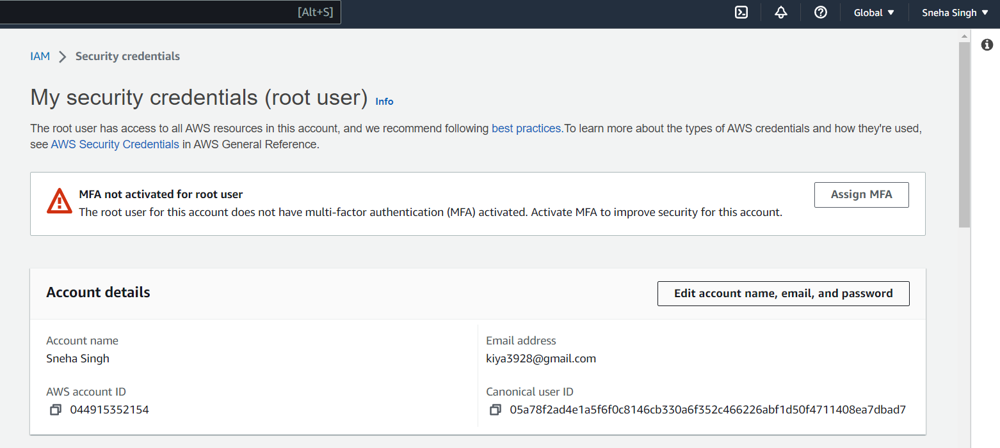 [Alt+S]
Global
Sneha Singh
IAM
Security credentials
My security credentials (root user) Info
The root user has access to all AWS resources in this account, and we recommend following best practices.To learn more about the types of AWS credentials and how they're used,
see AWS Security Credentials in AWS General Reference.
MFA not activated for root user
The root user for this account does not have multi-factor authentication (MFA) activated. Activate MFA to improve security for this account.
Assign MFA
Account details
Edit account name, email, and password
Account name
Sneha Singh
Email address
kiya3928@gmail.com
AWS account ID
044915352154
Canonical user ID
05a78f2ad4e1a5f6f0c8146cb330a6f352c466226abf1d50f4711408ea7dbad7